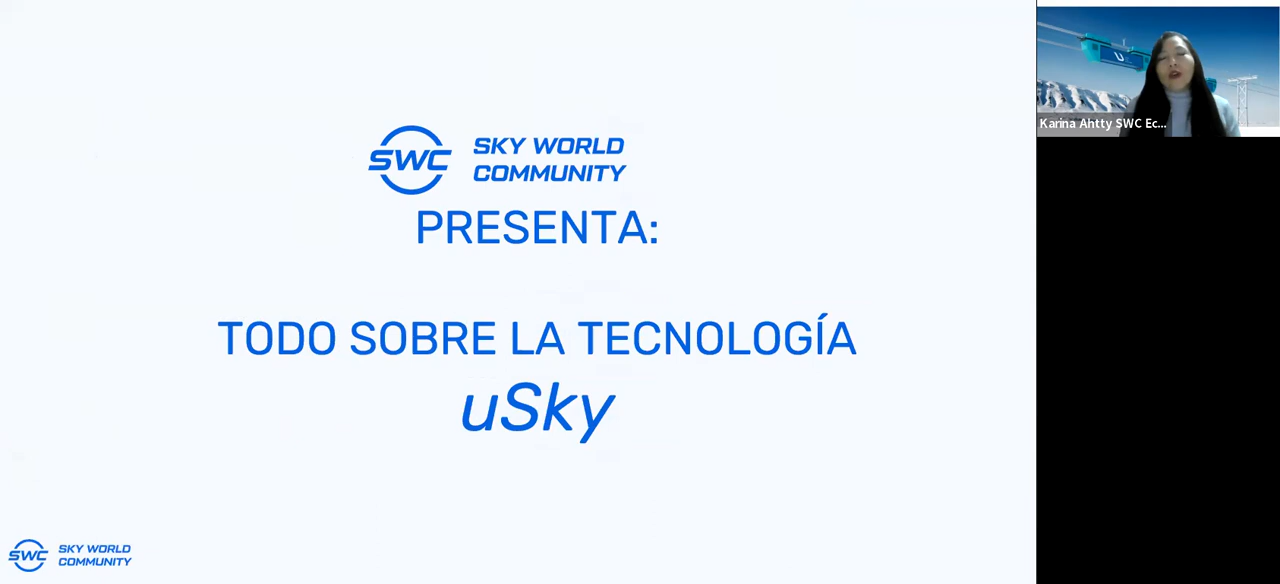 SWC SKY WORLD
COMMUNITY
PRESENTA:
TODO SOBRE LA TECNOLOGÍA
uSky
SWC SKY WORLD
COMMUNITY
Karina Ahtty SWC Ec...